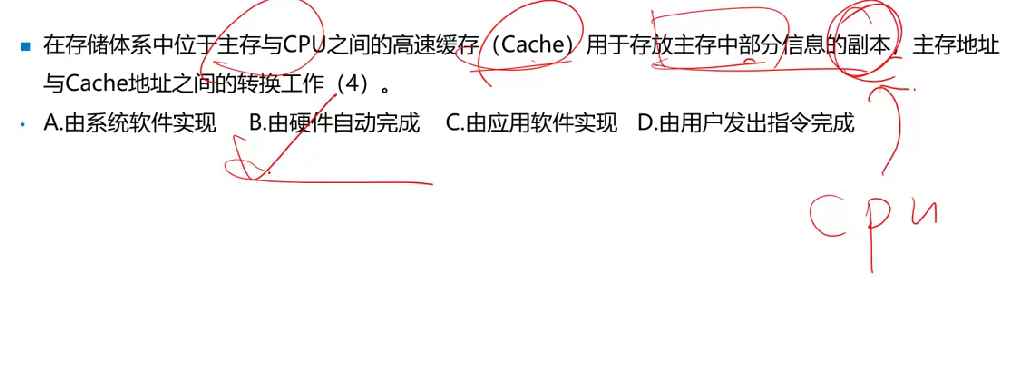 在存储体系中位于主存与CPU之间的高速缓存（Cache）用于存放主存中部分信息的副本，主存地址
与Cache地址之间的转换工作（4）。
A.由系统软件实现 B.由硬件自动完成 C.由应用软件实现 D.由用户发出指令完成
CPU